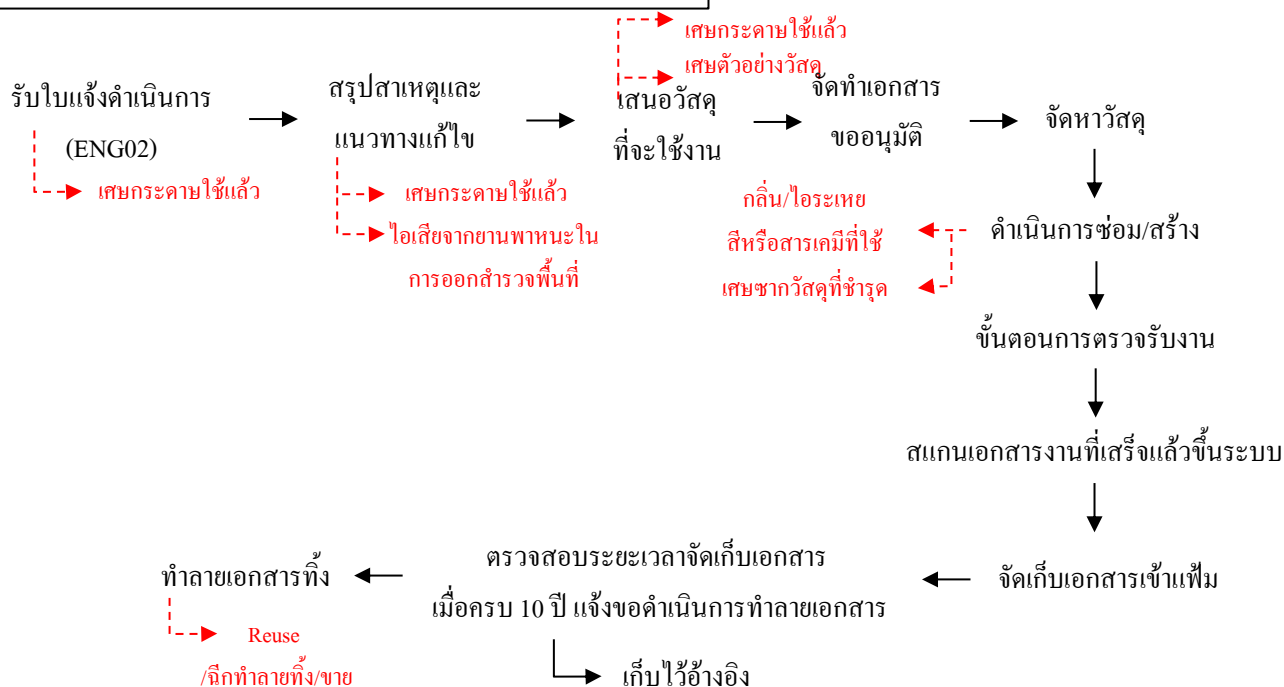 รับใบแจ้งดำเนินการ
(ENG02)
เศษกระดาษใช้แล้ว
สรุปสาเหตุและ
แนวทางแก้ไข
เศษกระดาษใช้แล้ว
ไอเสียจากยานพาหนะใน
การออกสำรวจพื้นที่
เศษกระดาษใช้แล้ว
เศษตัวอย่างวัสดุ
เสนอวัสดุ
ที่จะใช้งาน
จัดทำเอกสาร
ขออนุมัติ
จัดหาวัสดุ
ดำเนินการซ่อม/สร้าง
กลิ่น/ไอระเหย
สีหรือสารเคมีที่ใช้
เศษซากวัสดุที่ชำรุด
ขั้นตอนการตรวจรับงาน
สแกนเอกสารงานที่เสร็จแล้วขึ้นระบบ
จัดเก็บเอกสารเข้าแฟ้ม
ตรวจสอบระยะเวลาจัดเก็บเอกสาร
เมื่อครบ 10 ปี แจ้งขอดำเนินการทำลายเอกสาร
เก็บไว้อ้างอิง
ทำลายเอกสารทิ้ง
Reuse
/ฉีกทำลายทิ้ง/ขาย